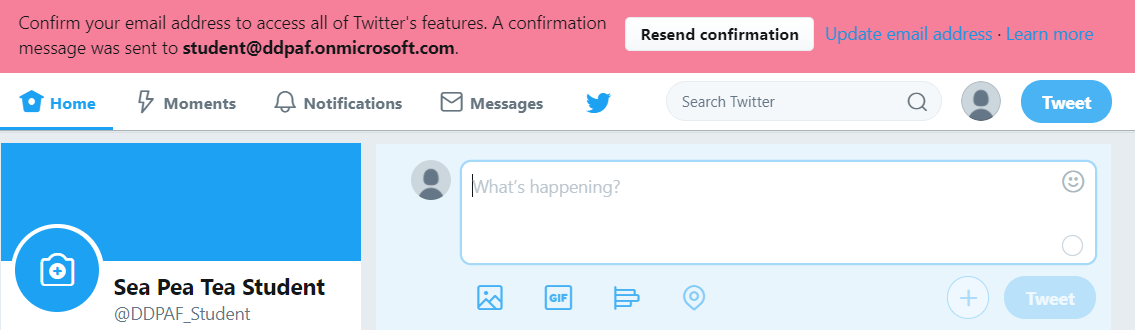 Confirm your email address to access all of Twitter's features. A confirmation
message was sent to student@ddpaf.onmicrosoft.com.
Resend confirmation
Update email address · Learn more
Home
Moments
Notifications
Messages
Search Twitter
Tweet
What's happening?
Sea Pea Tea Student
@DDPAF_Student
GIF
Tweet